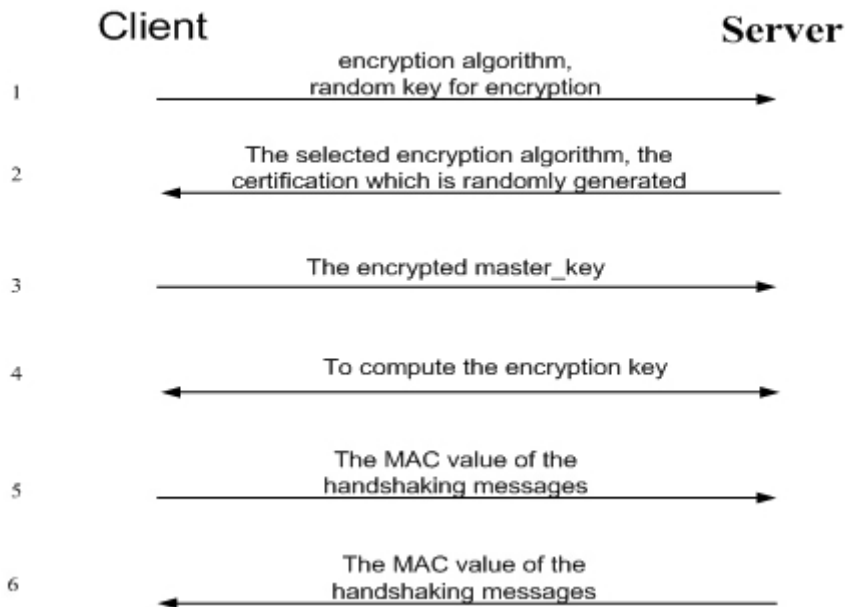 Client
Server
1
encryption algorithm,
random key for encryption
2
The selected encryption algorithm, the
certification which is randomly generated
3
The encrypted master_key
4
To compute the encryption key
5
The MAC value of the
handshaking messages
6
The MAC value of the
handshaking messages